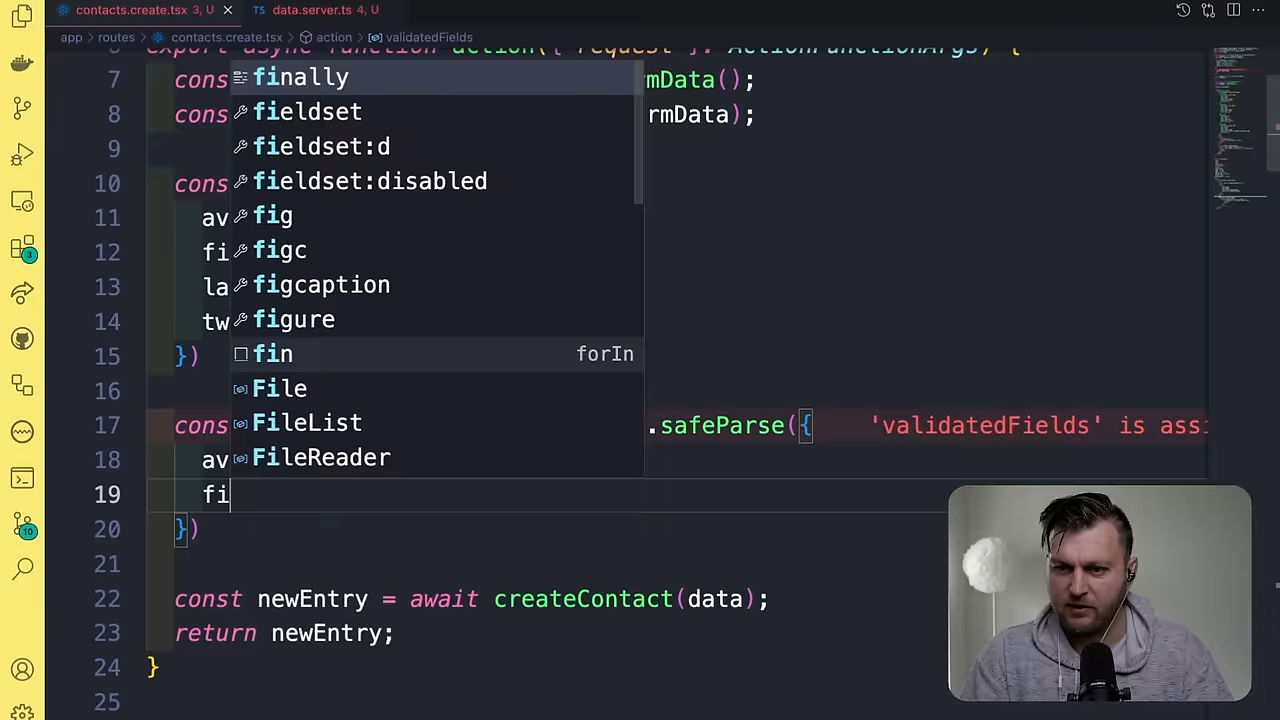 contacts.create.tsx 3, U
TS data.server.ts 4, U
app > routes > contacts.create.tsx > action > validatedFields
export async function action({ request }: ActionFunctionArgs) {
7 cons mData();
8 cons rmData);
9
10 cons
11 av
12 fi
13 la
14 tw
15 })
16
17 cons .safeParse({ 'validatedFields' is assi
18 av
19 fi
20 })
21
22 const newEntry = await createContact(data);
23 return newEntry;
24 }
25
finally
fieldset
fieldset:d
fieldset:disabled
fig
figc
figcaption
figure
fin forIn
File
FileList
FileReader
3
10